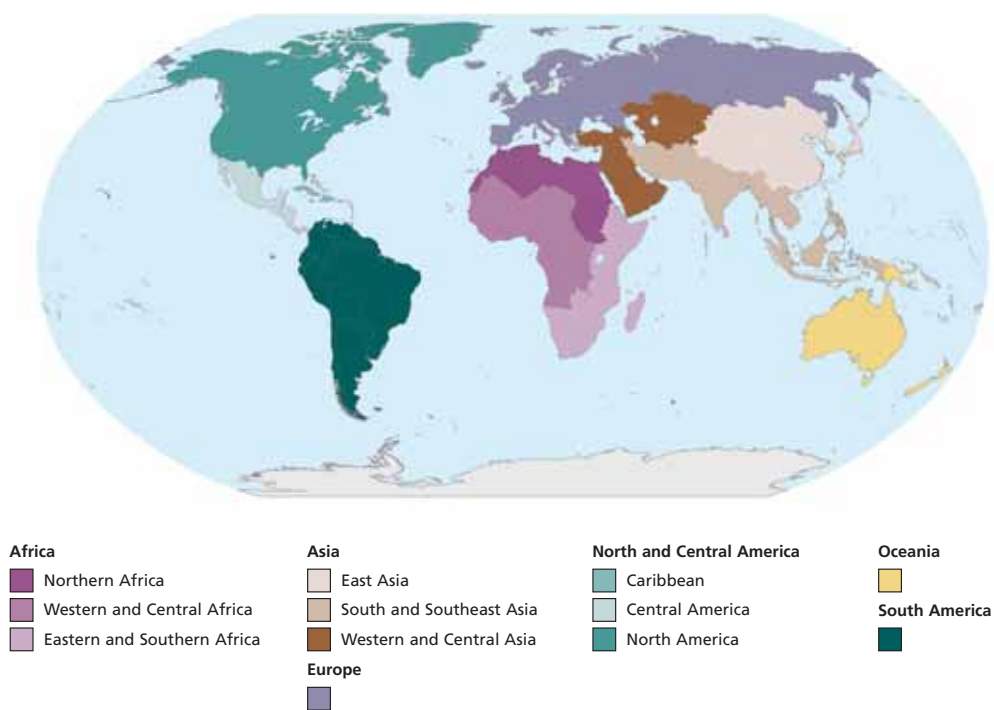 Africa
Northern Africa
Western and Central Africa
Eastern and Southern Africa
Asia
East Asia
South and Southeast Asia
Western and Central Asia
Europe
North and Central America
Caribbean
Central America
North America
Oceania
South America